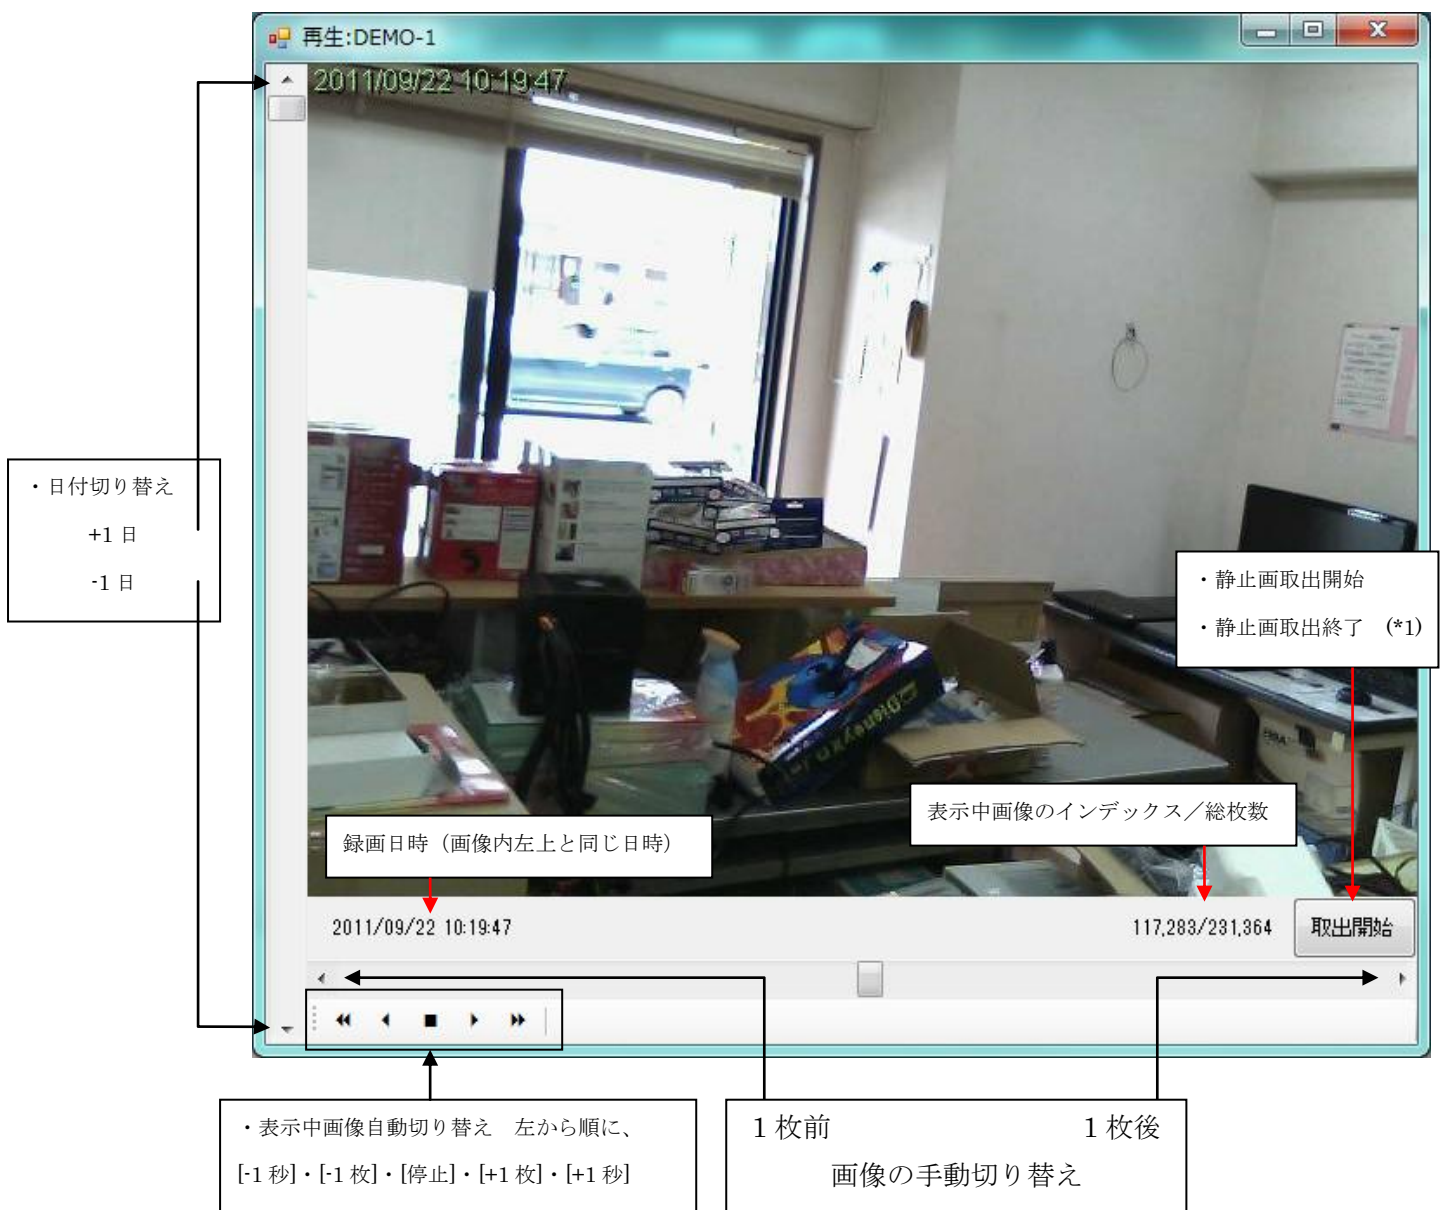 再生:DEMO-1
2011/09/22 10:19:47
・日付切り替え
+1 日
-1 日
・静止画取出開始
・静止画取出終了　(*1)
Disneyxp
表示中画像のインデックス／総枚数
録画日時（画像内左上と同じ日時）
2011/09/22 10:19:47
117,283/231,364
取出開始
・表示中画像自動切り替え　左から順に、
[-1 秒]・[-1 枚]・[停止]・[+1 枚]・[+1 秒]
1 枚前
1 枚後
画像の手動切り替え